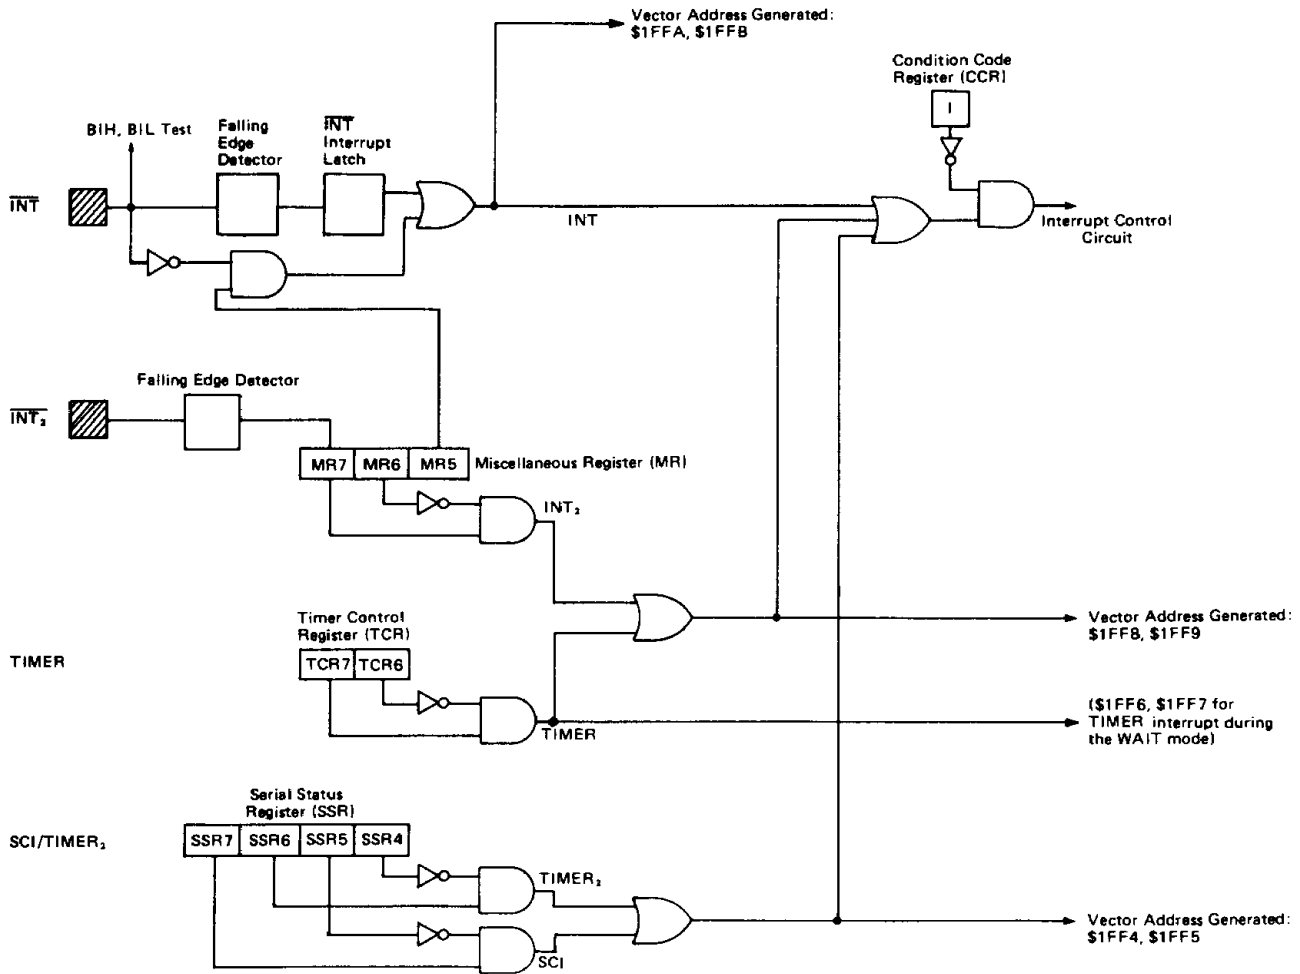 Vector Address Generated:
$1FFA, $1FFB
Condition Code
Register (CCR)
I
BIH, BIL Test
Falling
Edge
Detector
INT
Interrupt
Latch
INT
INT
Interrupt Control
Circuit
Falling Edge Detector
INT₂
MR7 MR6 MR5 Miscellaneous Register (MR)
INT₂
Timer Control
Register (TCR)
Vector Address Generated:
$1FF8, $1FF9
TIMER
TCR7 TCR6
TIMER
($1FF6, $1FF7 for
TIMER interrupt during
the WAIT mode)
Serial Status
Register (SSR)
SCI/TIMER₂
SSR7 SSR6 SSR5 SSR4
TIMER₂
SCI
Vector Address Generated:
$1FF4, $1FF5